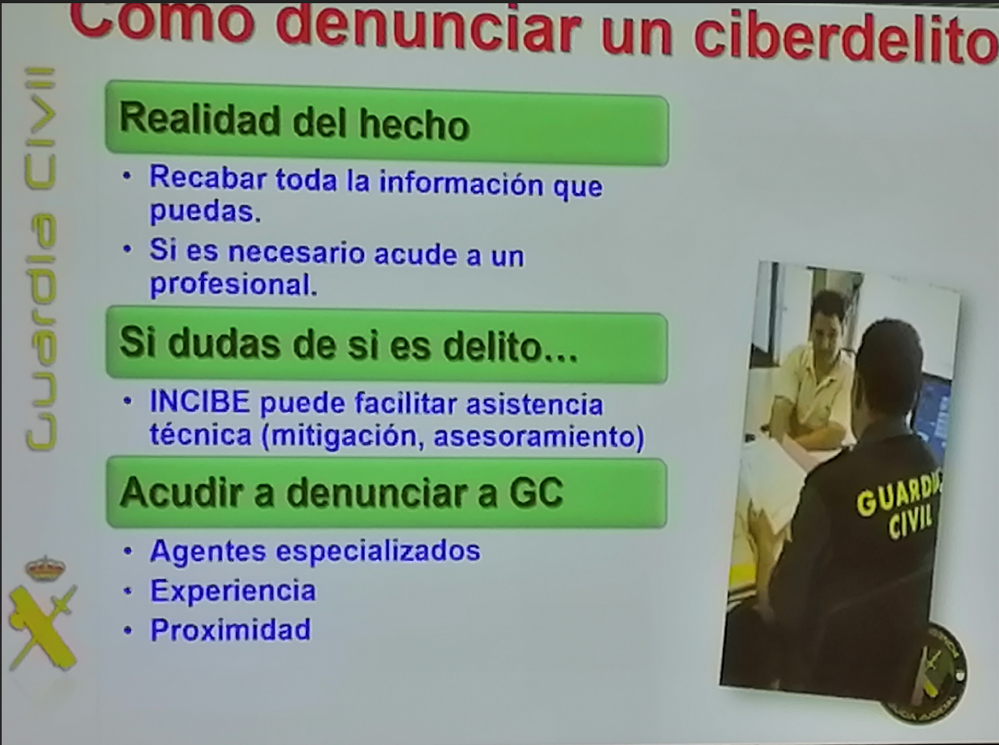 Como denunciar un ciberdelito
Guardia Civil
Realidad del hecho
• Recabar toda la información que
puedas.
• Si es necesario acude a un
profesional.
Si dudas de si es delito...
• INCIBE puede facilitar asistencia
técnica (mitigación, asesoramiento)
Acudir a denunciar a GC
• Agentes especializados
• Experiencia
• Proximidad
GUARDIA
CIVIL